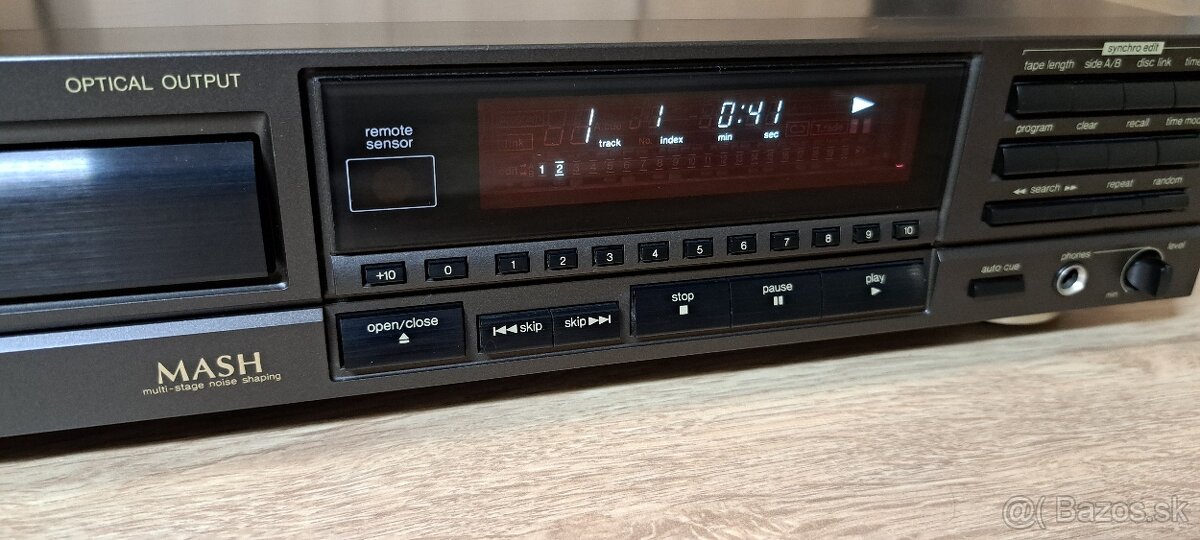 OPTICAL OUTPUT
remote
sensor
1 track 1 index 0:41
min sec
1 2
+10 0 1 2 3 4 5 6 7 8 9 10
open/close
skip skip
stop pause play
MASH
multi-stage noise shaping
synchro edit
tape length side A/B disc link time
program clear recall time mod
search repeat random
auto cue phones level
min
@( Bazos.sk